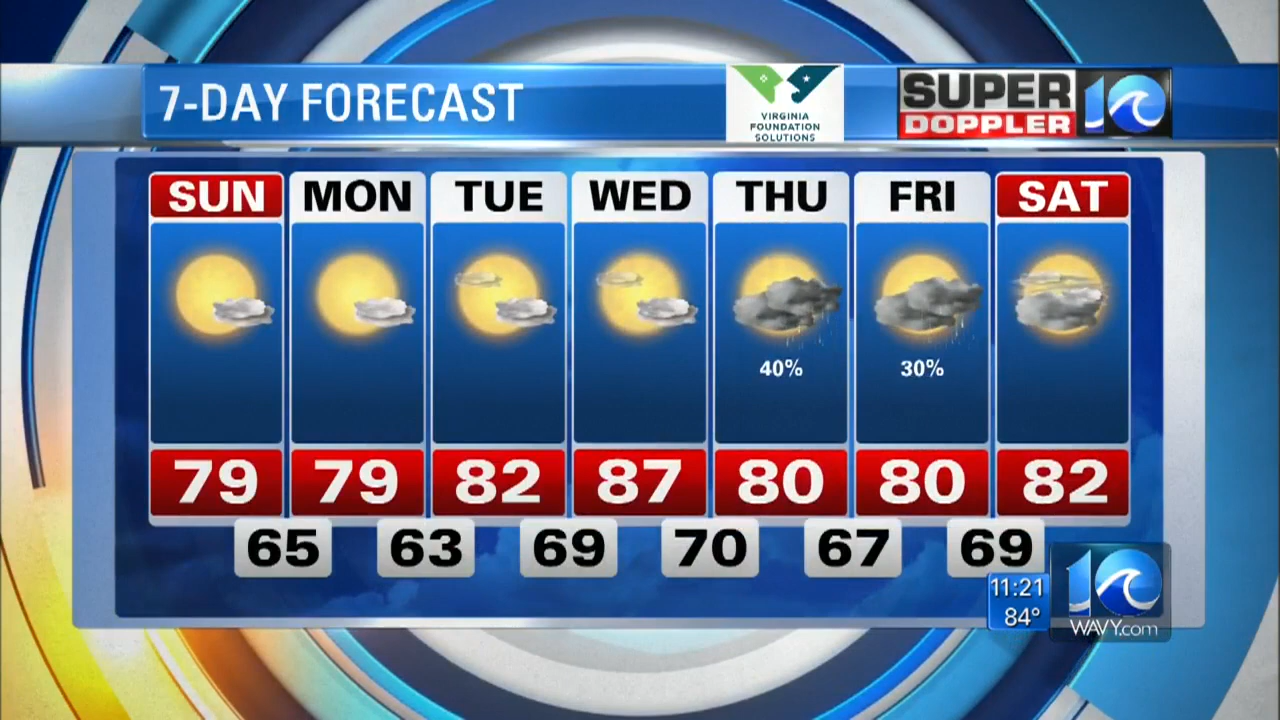 7-DAY FORECAST
VIRGINIA
FOUNDATION
SOLUTIONS
SUPER
DOPPLER
10
SUN MON TUE WED THU FRI SAT
40% 30%
79 79 82 87 80 80 82
65 63 69 70 67 69
11:21
84°
10
WAVY.com